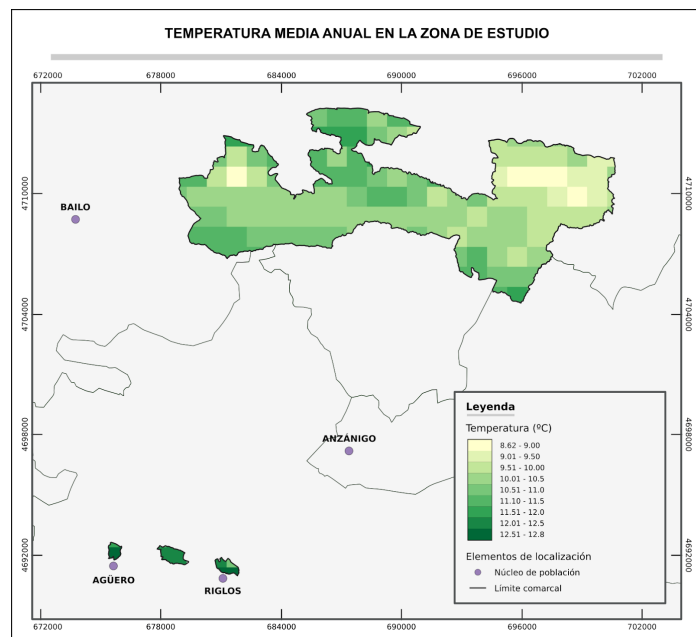 TEMPERATURA MEDIA ANUAL EN LA ZONA DE ESTUDIO
672000 678000 684000 690000 696000 702000
4710000 4710000
BAILO
4704000 4704000
Leyenda
Temperatura (ºC)
8.62 - 9.00
9.01 - 9.50
9.51 - 10.00
10.01 - 10.5
10.51 - 11.0
11.10 - 11.5
11.51 - 12.0
12.01 - 12.5
12.51 - 12.8
Elementos de localización
Núcleo de población
Límite comarcal
4698000 4698000
ANZÁNIGO
4692000 4692000
AGÜERO
RIGLOS
672000 678000 684000 690000 696000 702000